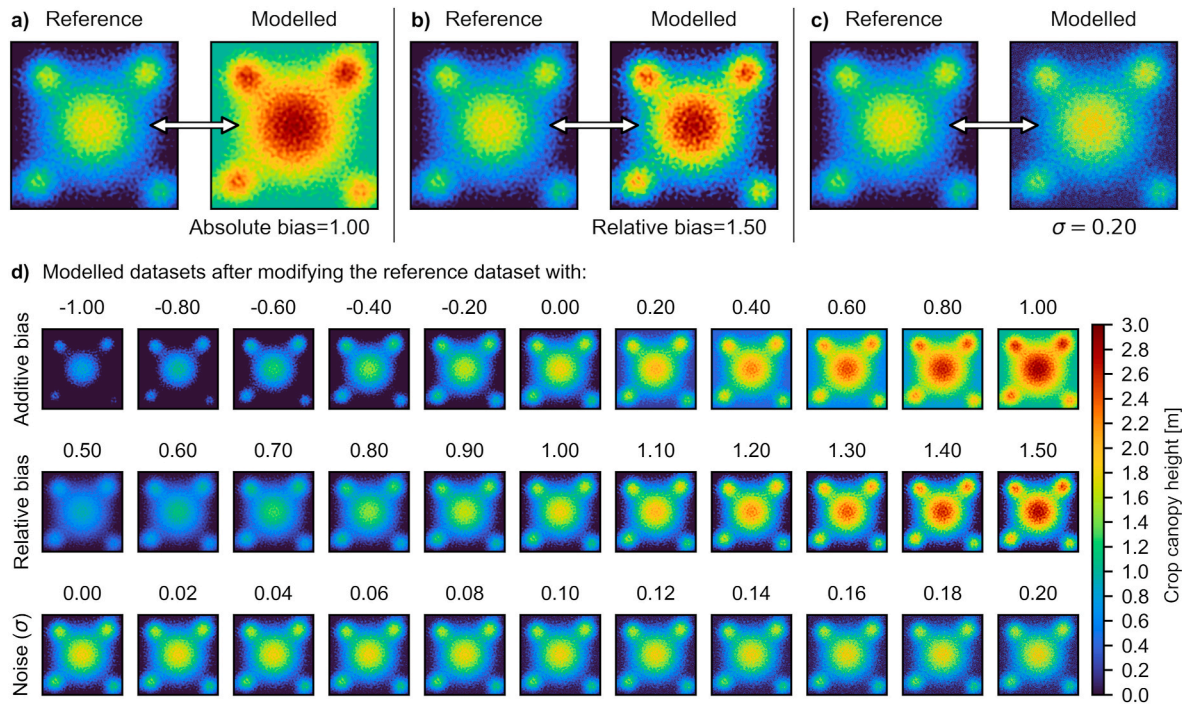 a) Reference Modelled
b) Reference Modelled
c) Reference Modelled
Absolute bias=1.00
Relative bias=1.50
σ = 0.20
d) Modelled datasets after modifying the reference dataset with:
Additive bias
-1.00 -0.80 -0.60 -0.40 -0.20 0.00 0.20 0.40 0.60 0.80 1.00
Relative bias
0.50 0.60 0.70 0.80 0.90 1.00 1.10 1.20 1.30 1.40 1.50
Noise (σ)
0.00 0.02 0.04 0.06 0.08 0.10 0.12 0.14 0.16 0.18 0.20
3.0
2.8
2.6
2.4
2.2
2.0
1.8
1.6
1.4
1.2
1.0
0.8
0.6
0.4
0.2
0.0
Crop canopy height [m]